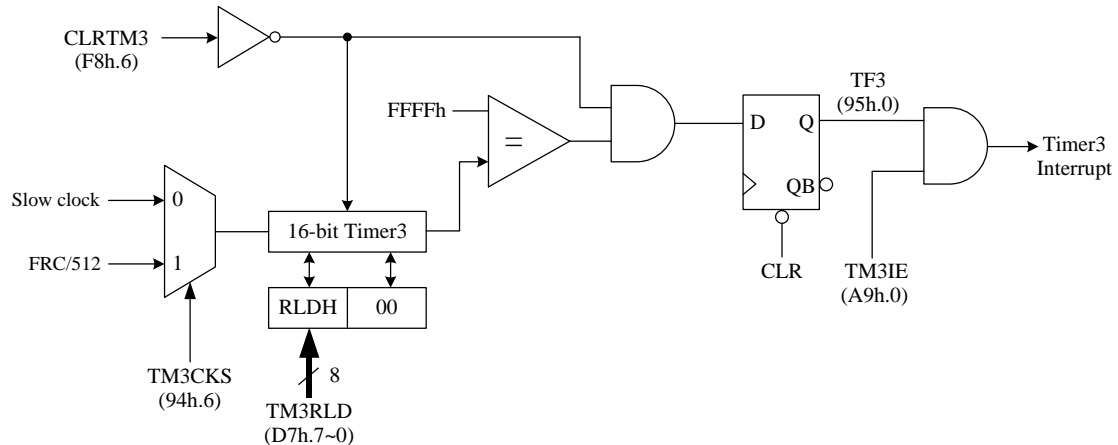 CLRTM3
(F8h.6)
FFFFh
=
D
Q
QB
CLR
TF3
(95h.0)
Timer3
Interrupt
TM3IE
(A9h.0)
Slow clock
0
FRC/512
1
16-bit Timer3
RLDH
00
8
TM3CKS
(94h.6)
TM3RLD
(D7h.7~0)